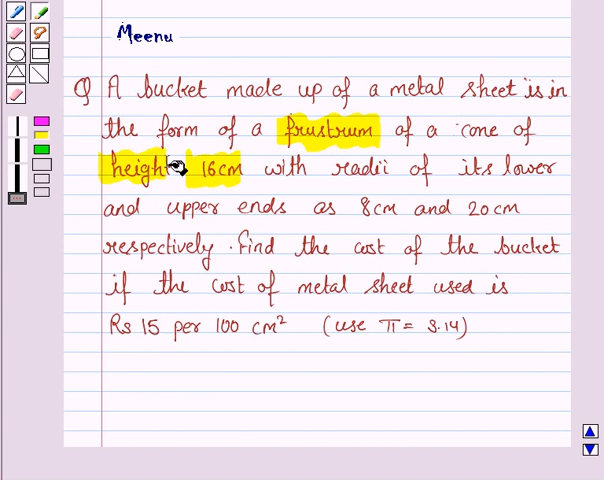 Meenu
Q A bucket made up of a metal sheet is in
the form of a frustrum of a cone of
height 16cm with radii of its lower
and upper ends as 8cm and 20cm
respectively. Find the cost of the bucket
if the cost of metal sheet used is
Rs 15 per 100 cm² (use π = 3.14)